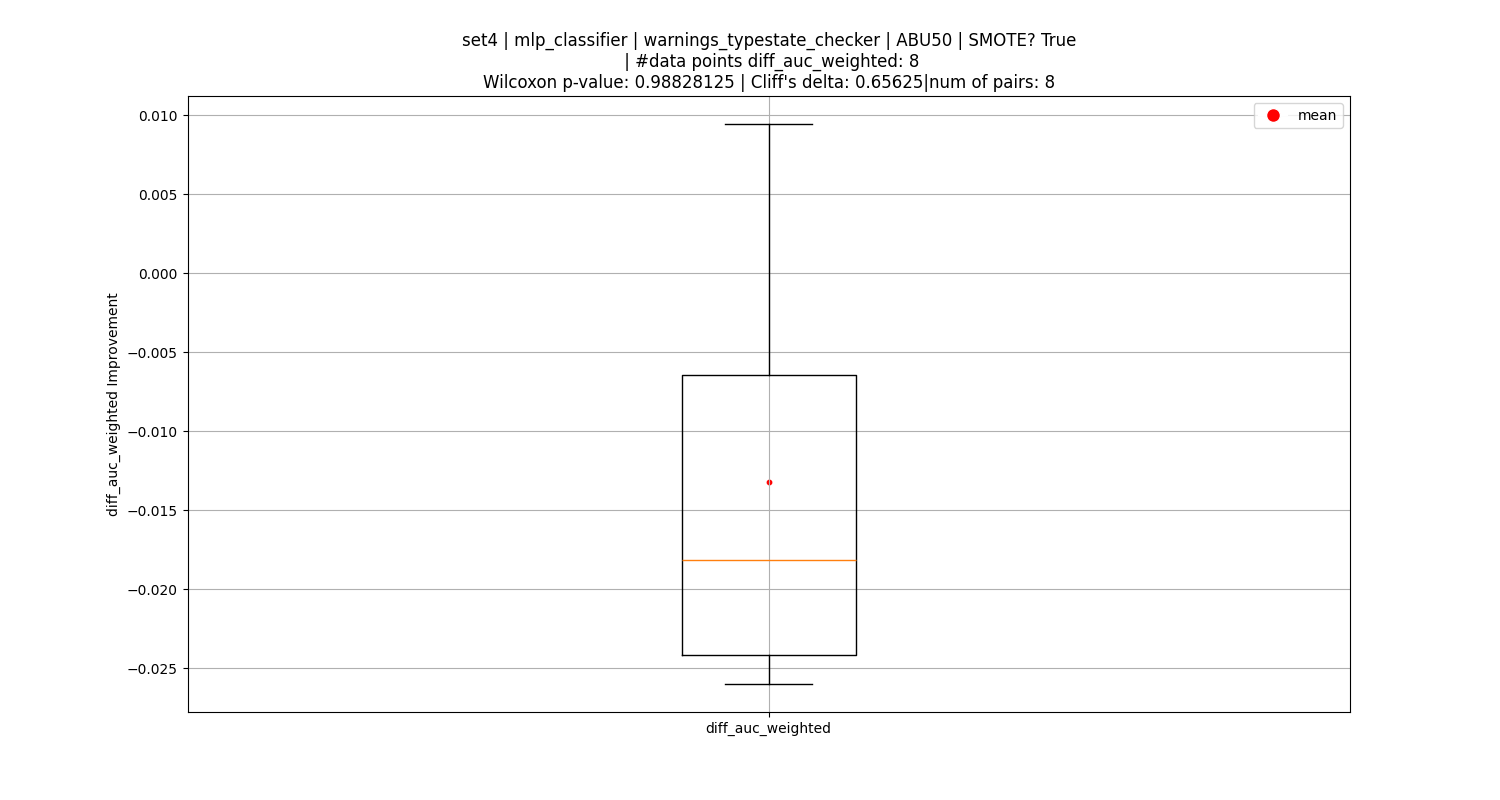 set4 | mlp_classifier | warnings_typestate_checker | ABU50 | SMOTE? True
| #data points diff_auc_weighted: 8
Wilcoxon p-value: 0.98828125 | Cliff's delta: 0.65625|num of pairs: 8
mean
0.010
0.005
0.000
−0.005
−0.010
−0.015
−0.020
−0.025
diff_auc_weighted Improvement
diff_auc_weighted